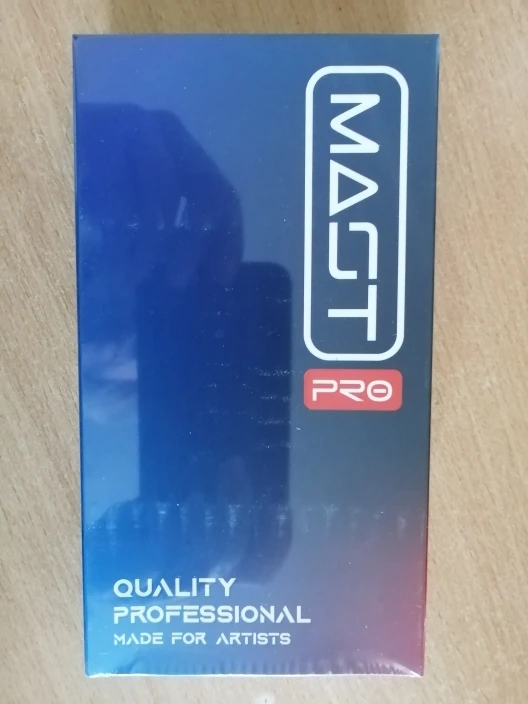 MAST
PRO
QUALITY
PROFESSIONAL
MADE FOR ARTISTS